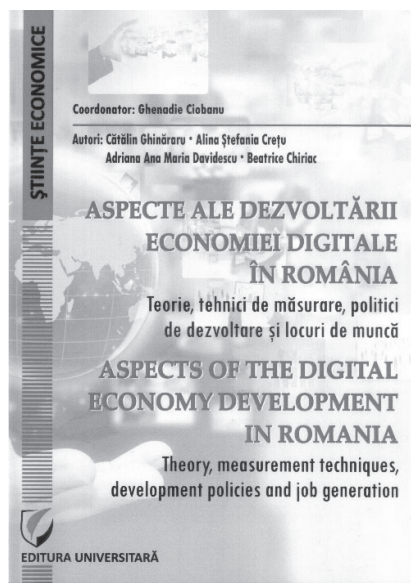 ȘTIINȚE ECONOMICE
Coordonator: Ghenadie Ciobanu
Autori: Cătălin Ghinăraru • Alina Ștefania Crețu
Adriana Ana Maria Davidescu • Beatrice Chiriac
ASPECTE ALE DEZVOLTĂRII
ECONOMIEI DIGITALE
ÎN ROMÂNIA
Teorie, tehnici de măsurare, politici
de dezvoltare și locuri de muncă
ASPECTS OF THE DIGITAL
ECONOMY DEVELOPMENT
IN ROMANIA
Theory, measurement techniques,
development policies and job generation
EDITURA UNIVERSITARĂ